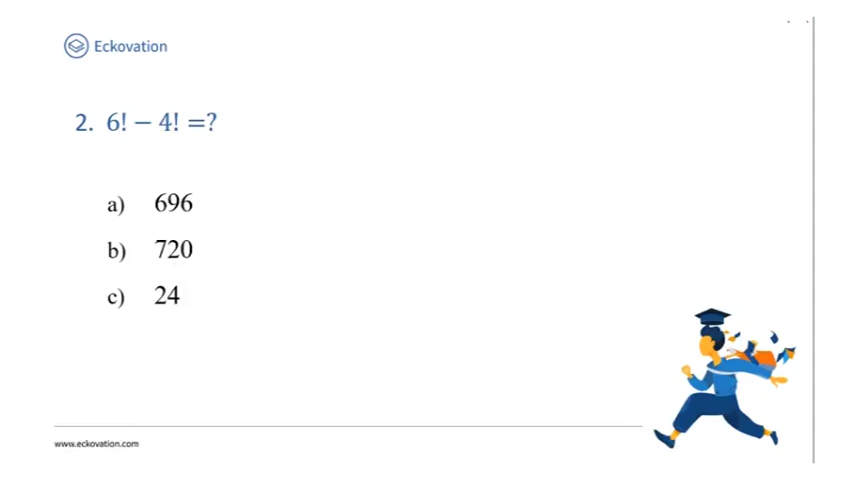 Eckovation
2. 6! − 4! =?
a) 696
b) 720
c) 24
www.eckovation.com